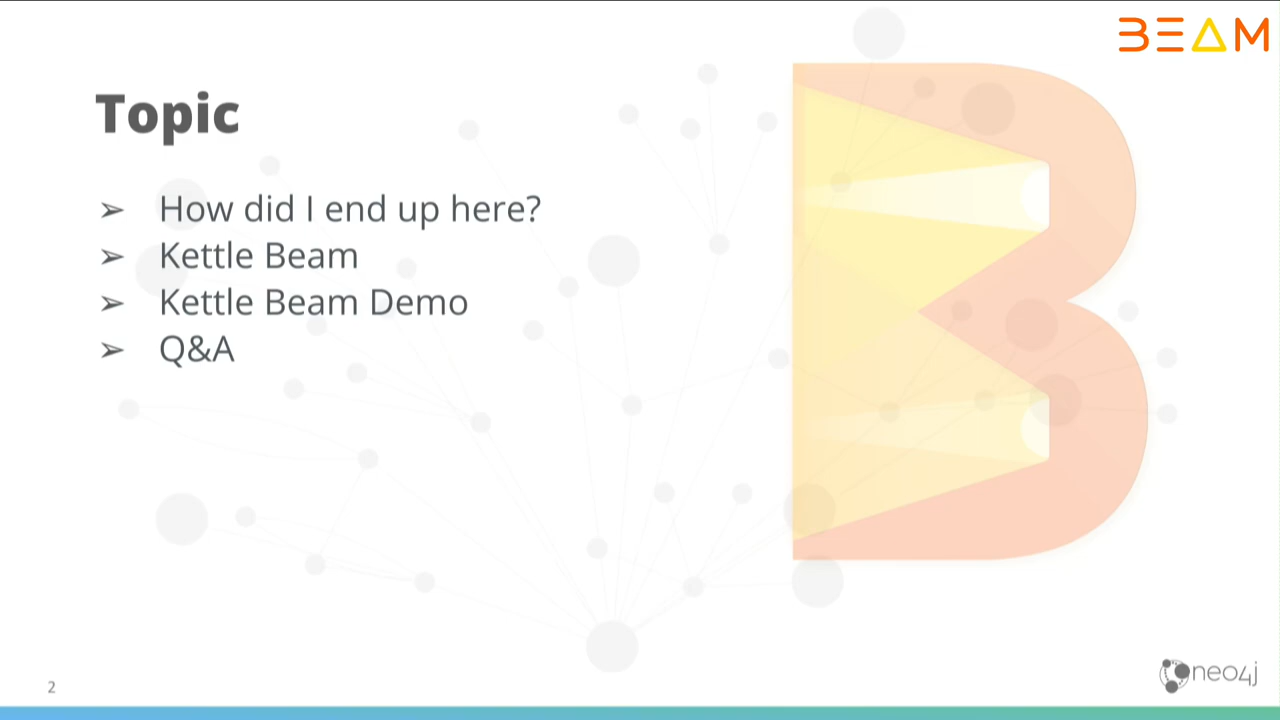 BEAM
Topic
➢ How did I end up here?
➢ Kettle Beam
➢ Kettle Beam Demo
➢ Q&A
2
neo4j